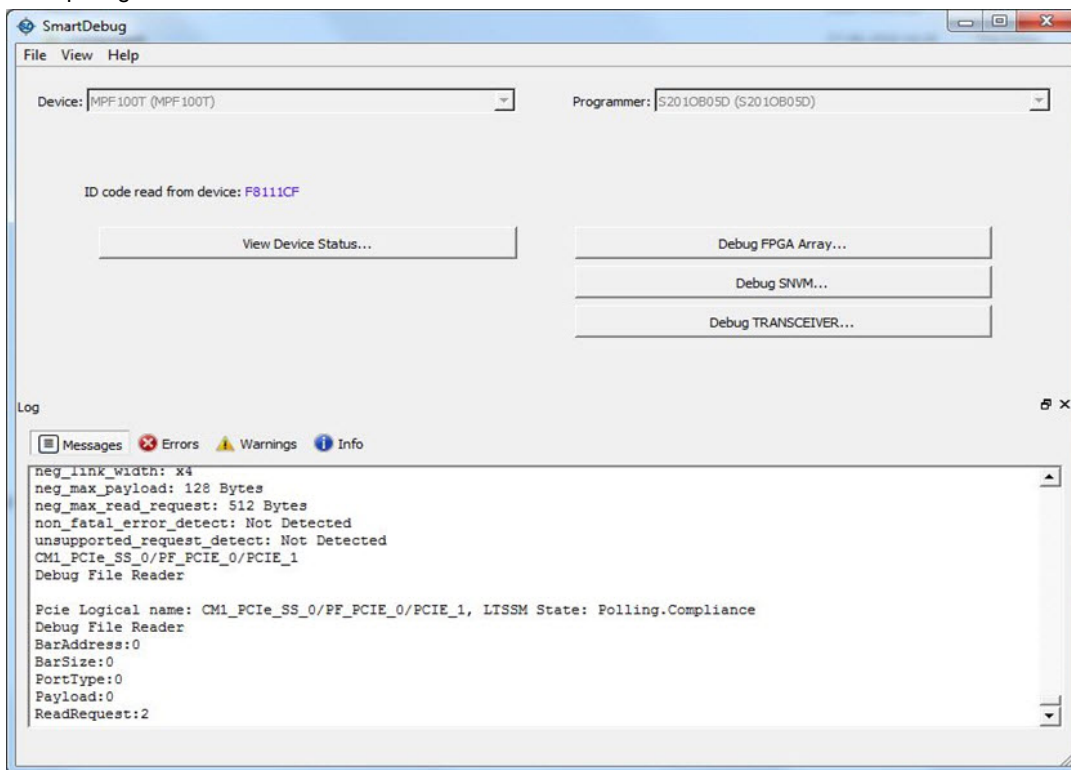 SmartDebug
File View Help
Device: MPF100T (MPF100T) Programmer: S201OB05D (S201OB05D)
ID code read from device: F8111CF
View Device Status... Debug FPGA Array...
Debug SNVM...
Debug TRANSCEIVER...
Log
Messages Errors Warnings Info
neg_link_width: x4
neg_max_payload: 128 Bytes
neg_max_read_request: 512 Bytes
non_fatal_error_detect: Not Detected
unsupported_request_detect: Not Detected
CM1_PCIe_SS_0/PF_PCIE_0/PCIE_1
Debug File Reader
Pcie Logical name: CM1_PCIe_SS_0/PF_PCIE_0/PCIE_1, LTSSM State: Polling.Compliance
Debug File Reader
BarAddress:0
BarSize:0
PortType:0
Payload:0
ReadRequest:2